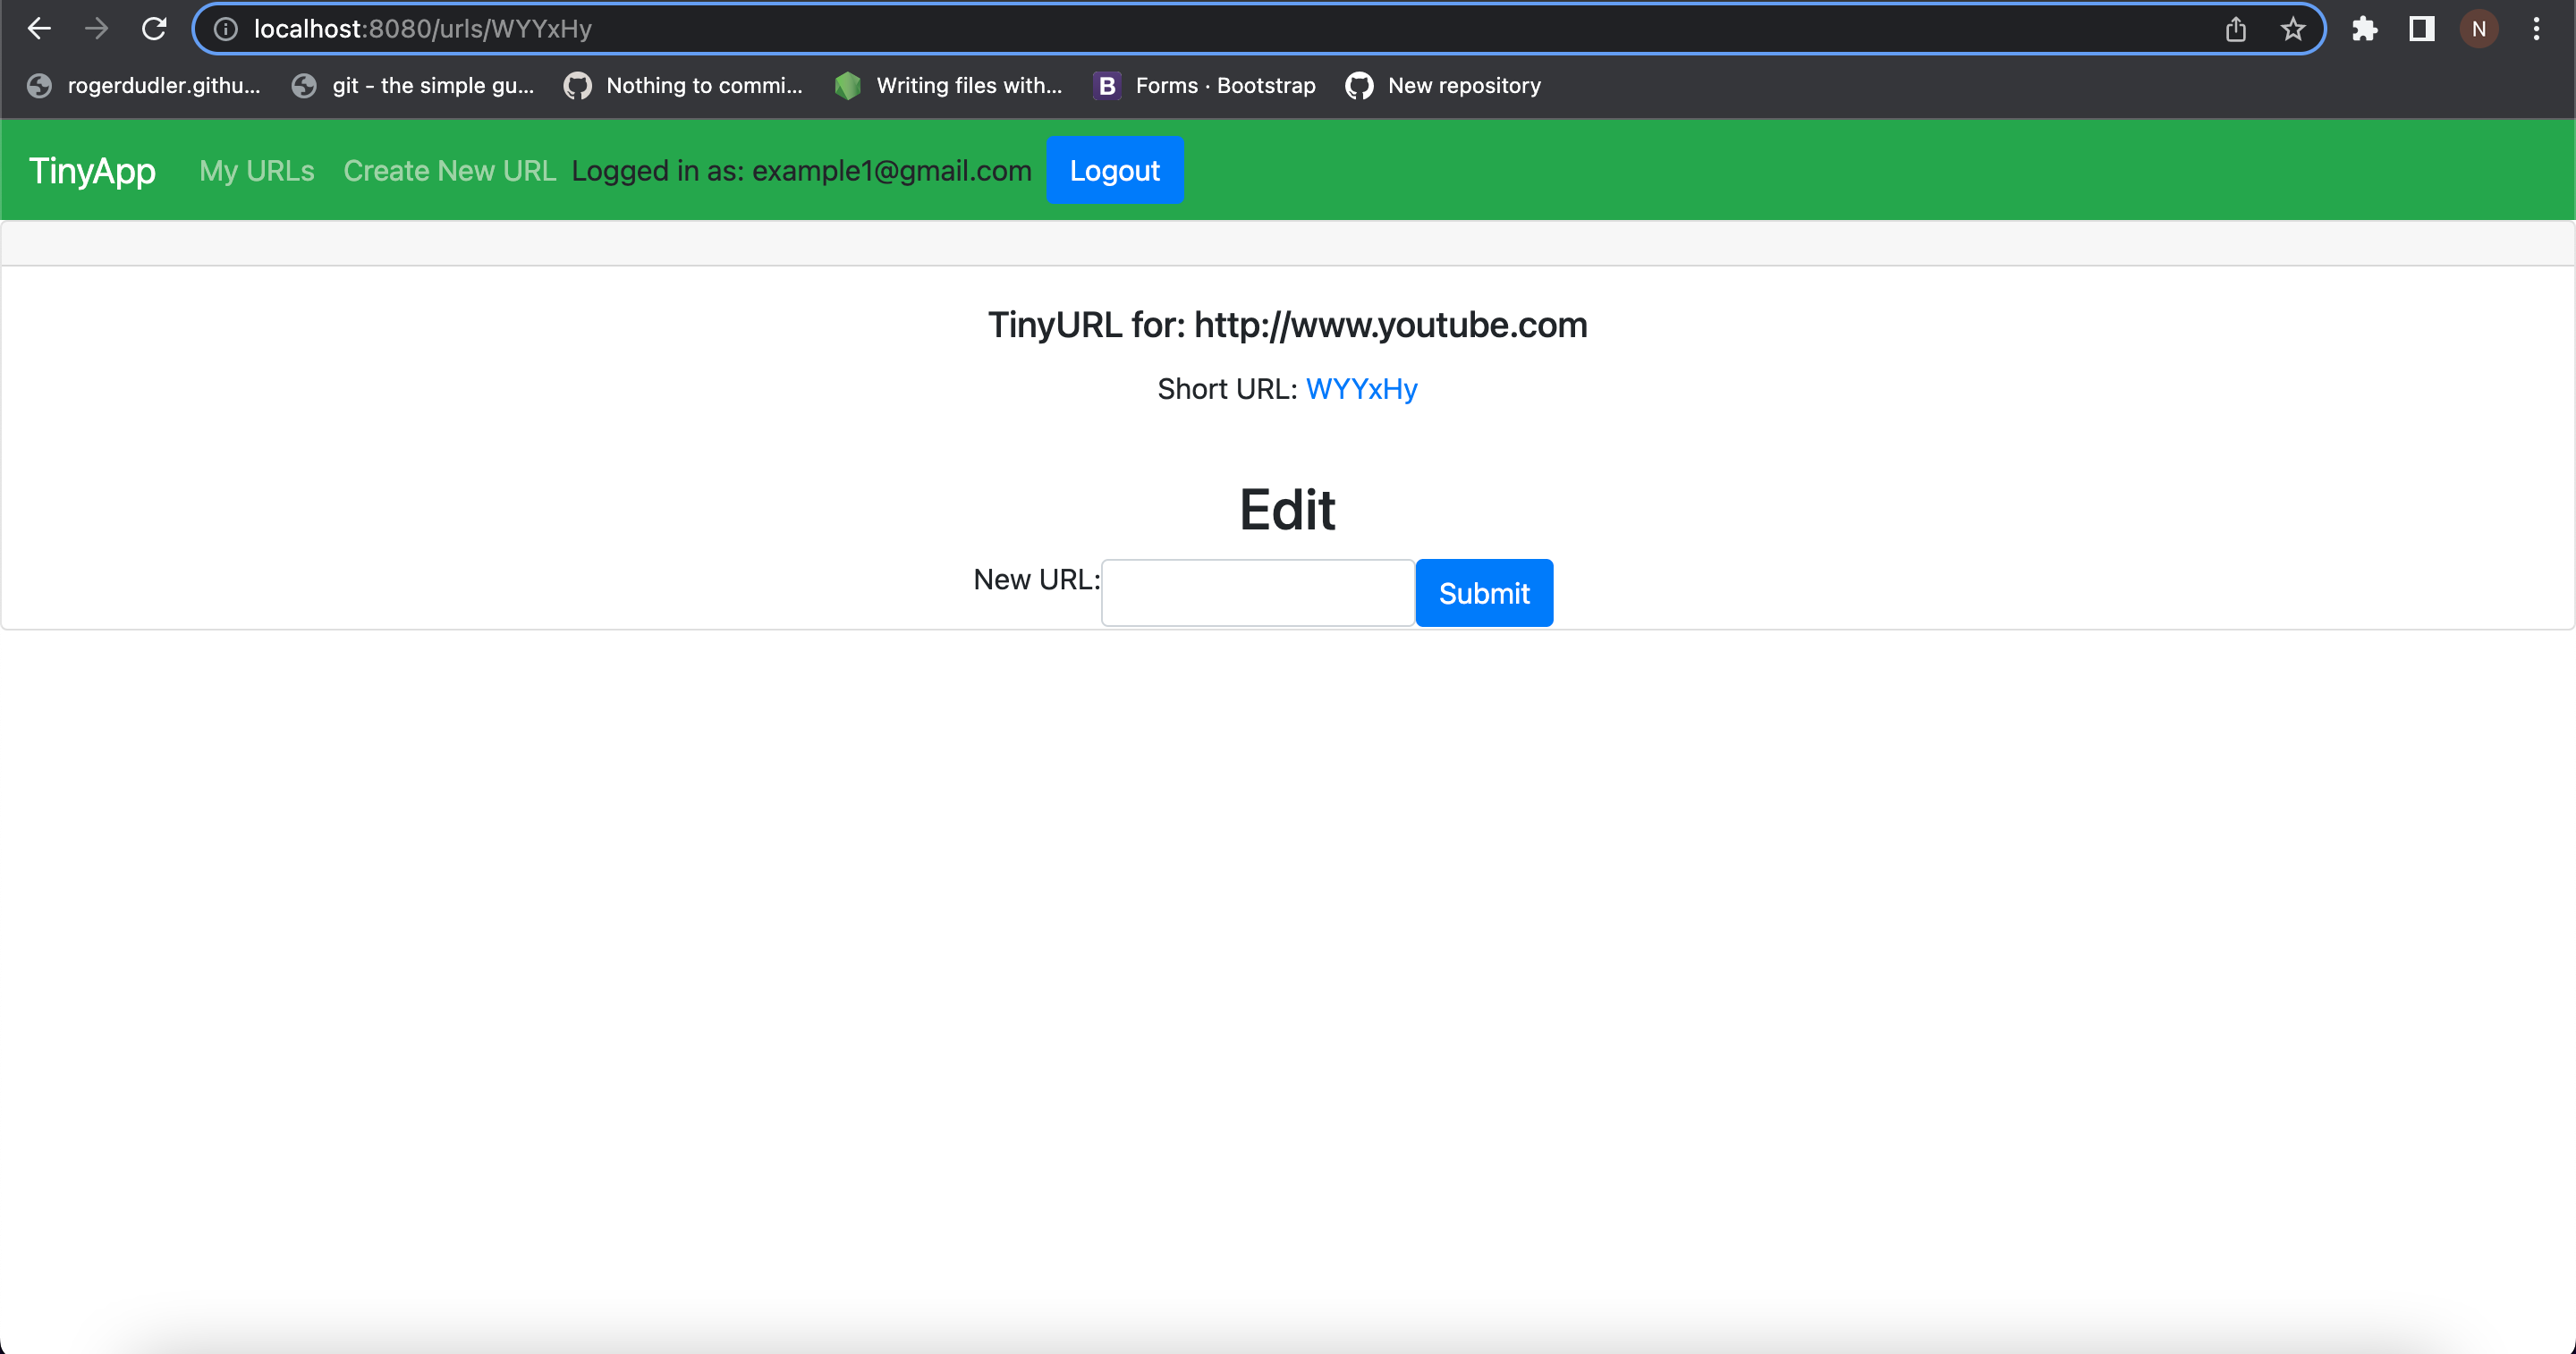 localhost:8080/urls/WYYxHy
N
rogerdudler.githu... git - the simple gu... Nothing to commi... Writing files with... B Forms · Bootstrap New repository
TinyApp My URLs Create New URL Logged in as: example1@gmail.com Logout
TinyURL for: http://www.youtube.com
Short URL: WYYxHy
Edit
New URL: Submit